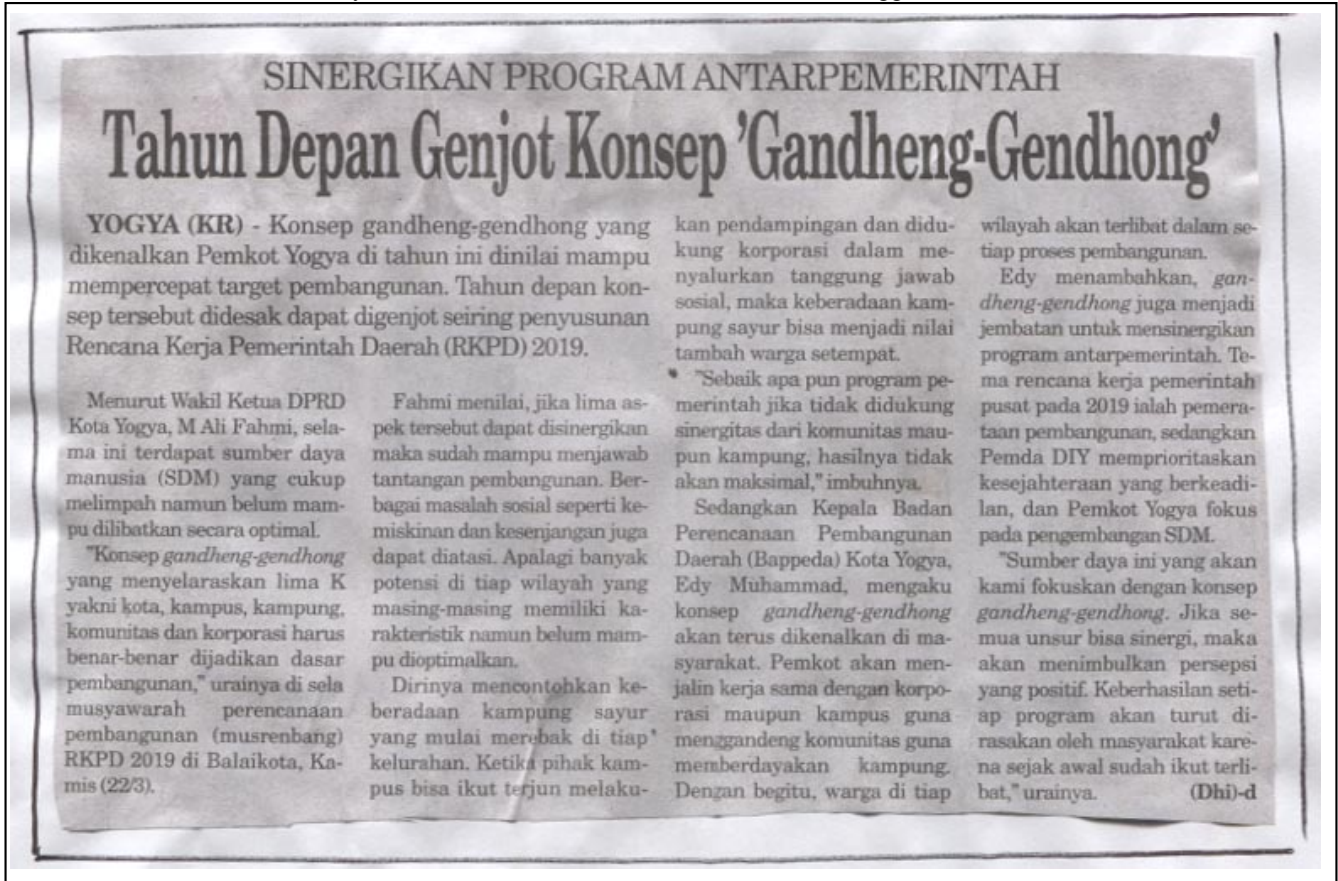 SINERGIKAN PROGRAM ANTARPEMERINTAH
Tahun Depan Genjot Konsep 'Gandheng-Gendhong'
YOGYA (KR) - Konsep gandheng-gendhong yang
dikenalkan Pemkot Yogya di tahun ini dinilai mampu
mempercepat target pembangunan. Tahun depan kon-
sep tersebut didesak dapat digenjot seiring penyusunan
Rencana Kerja Pemerintah Daerah (RKPD) 2019.
Menurut Wakil Ketua DPRD
Kota Yogya, M Ali Fahmi, sela-
ma ini terdapat sumber daya
manusia (SDM) yang cukup
melimpah namun belum mam-
pu dilibatkan secara optimal.
"Konsep gandheng-gendhong
yang menyelaraskan lima K
yakni kota, kampus, kampung,
komunitas dan korporasi harus
benar-benar dijadikan dasar
pembangunan," urainya di sela
musyawarah perencanaan
pembangunan (musrenbang)
RKPD 2019 di Balaikota, Ka-
mis (22/3).
Fahmi menilai, jika lima as-
pek tersebut dapat disinergikan
maka sudah mampu menjawab
tantangan pembangunan. Ber-
bagai masalah sosial seperti ke-
miskinan dan kesenjangan juga
dapat diatasi. Apalagi banyak
potensi di tiap wilayah yang
masing-masing memiliki ka-
rakteristik namun belum mam-
pu dioptimalkan.
Dirinya mencontohkan ke-
beradaan kampung sayur
yang mulai merebak di tiap
kelurahan. Ketika pihak kam-
pus bisa ikut terjun melaku-
kan pendampingan dan didu-
kung korporasi dalam me-
nyalurkan tanggung jawab
sosial, maka keberadaan kam-
pung sayur bisa menjadi nilai
tambah warga setempat.
"Sebaik apa pun program pe-
merintah jika tidak didukung
sinergitas dari komunitas mau-
pun kampung, hasilnya tidak
akan maksimal," imbuhnya.
Sedangkan Kepala Badan
Perencanaan Pembangunan
Daerah (Bappeda) Kota Yogya,
Edy Muhammad, mengaku
konsep gandheng-gendhong
akan terus dikenalkan di ma-
syarakat. Pemkot akan men-
jalin kerja sama dengan korpo-
rasi maupun kampus guna
menggandeng komunitas guna
memberdayakan kampung.
Dengan begitu, warga di tiap
wilayah akan terlibat dalam se-
tiap proses pembangunan.
Edy menambahkan, gan-
dheng-gendhong juga menjadi
jembatan untuk mensinergikan
program antarpemerintah. Te-
ma rencana kerja pemerintah
pusat pada 2019 ialah pemera-
taan pembangunan, sedangkan
Pemda DIY memprioritaskan
kesejahteraan yang berkeadi-
lan, dan Pemkot Yogya fokus
pada pengembangan SDM.
"Sumber daya ini yang akan
kami fokuskan dengan konsep
gandheng-gendhong. Jika se-
mua unsur bisa sinergi, maka
akan menimbulkan persepsi
yang positif. Keberhasilan seti-
ap program akan turut di-
rasakan oleh masyarakat kare-
na sejak awal sudah ikut terli-
bat," urainya. (Dhi)-d